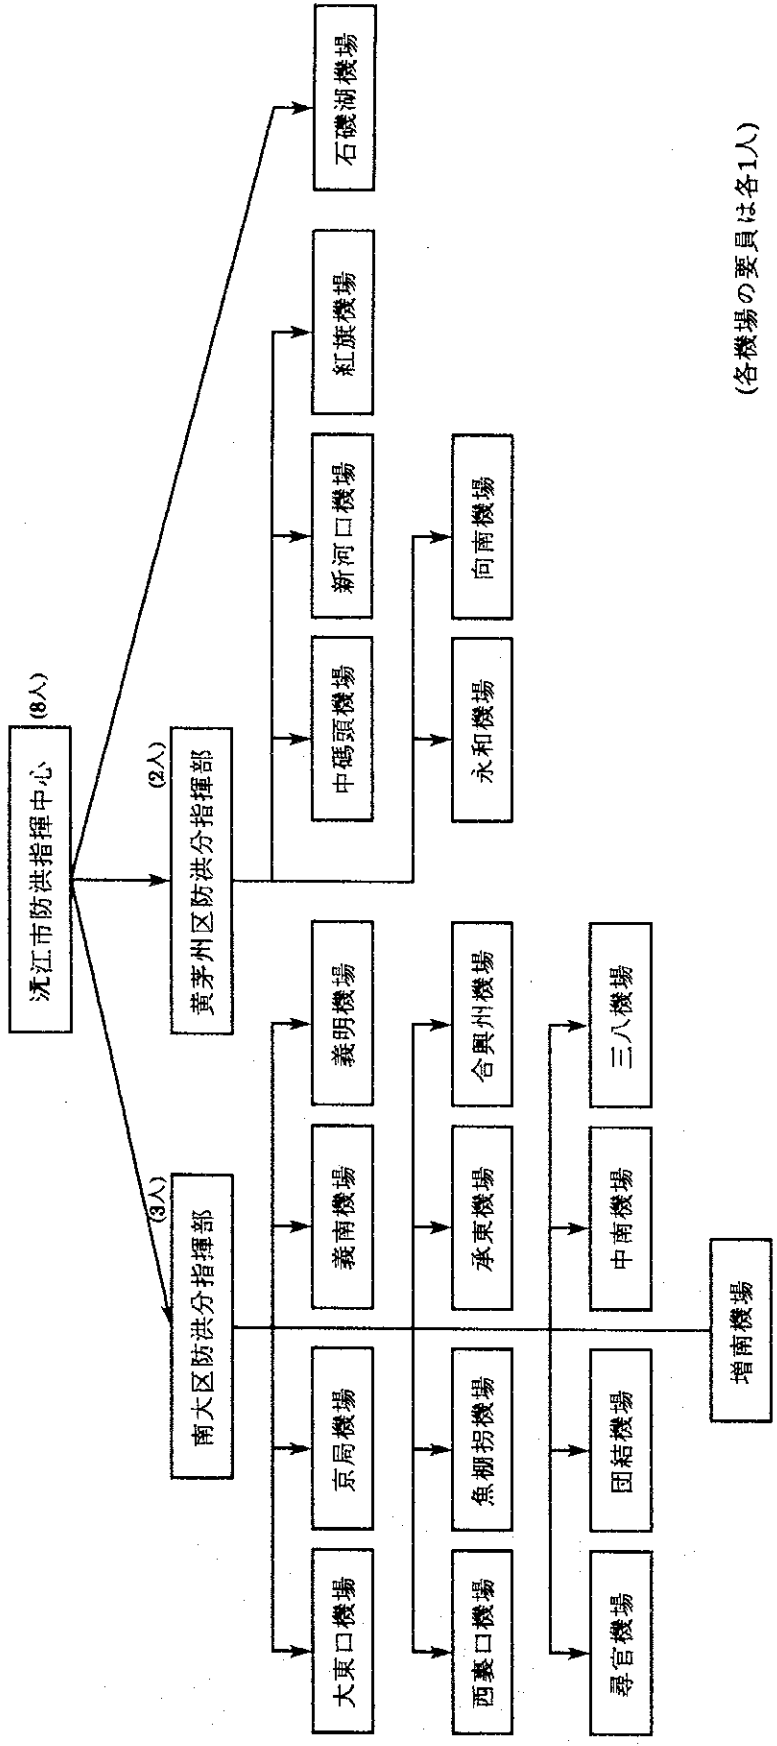 沅江市防洪指揮中心
(8人)
南大区防洪分指揮部
(3人)
黄茅州区防洪分指揮部
(2人)
大東口機場
京局機場
義南機場
義明機場
中碼頭機場
新河口機場
紅旗機場
石磯湖機場
西裏口機場
魚棚拐機場
承東機場
合興州機場
永和機場
向南機場
尋官機場
団結機場
中南機場
三八機場
増南機場
(各機場の要員は各1人)